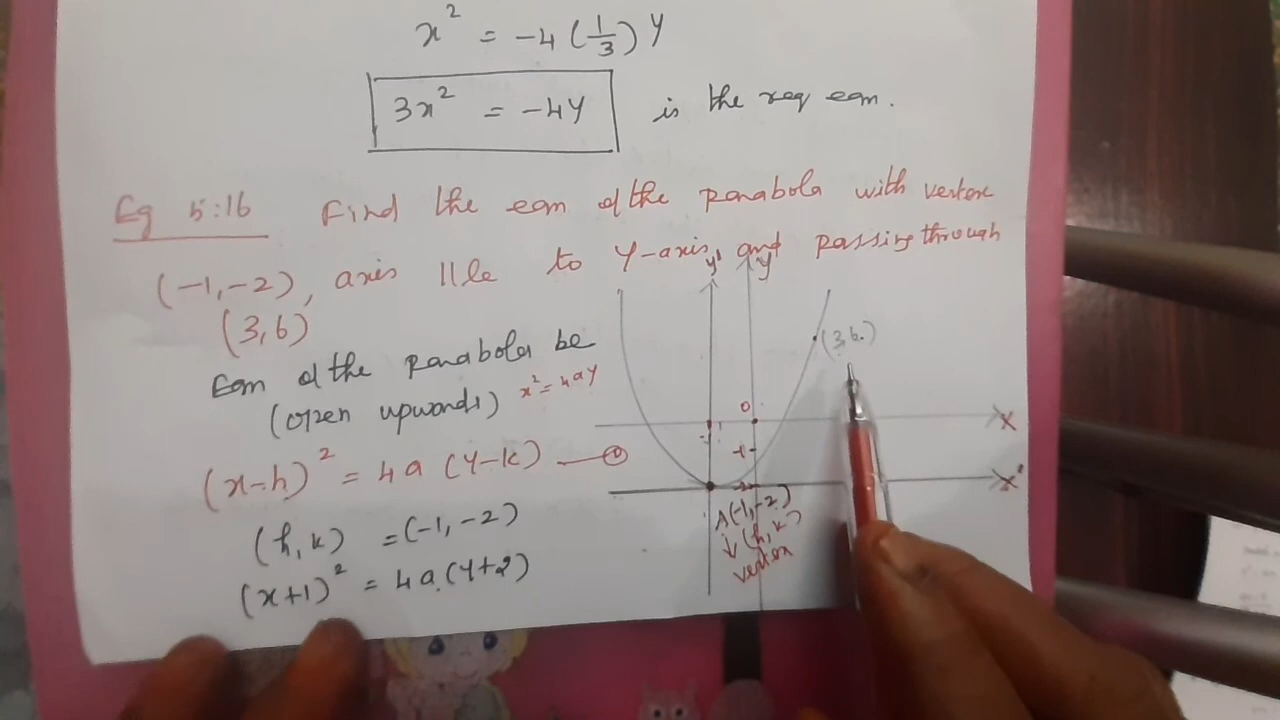 x² = -4 (1/3) y
3x² = -4y is the req eqn.
Eg 5:16 Find the eqn of the parabola with vertex
(-1,-2), axis 11le to Y-axis, and passing through
(3,6)
Eqn of the parabola be
(open upwards) x² = 4ay
(x-h)² = 4a (y-k)
(h,k) = (-1,-2)
(x+1)² = 4a (y+2)
y' y
(3,6)
0
X
-1
-2
X'
A(-1,-2)
↓ (h,k)
vertex